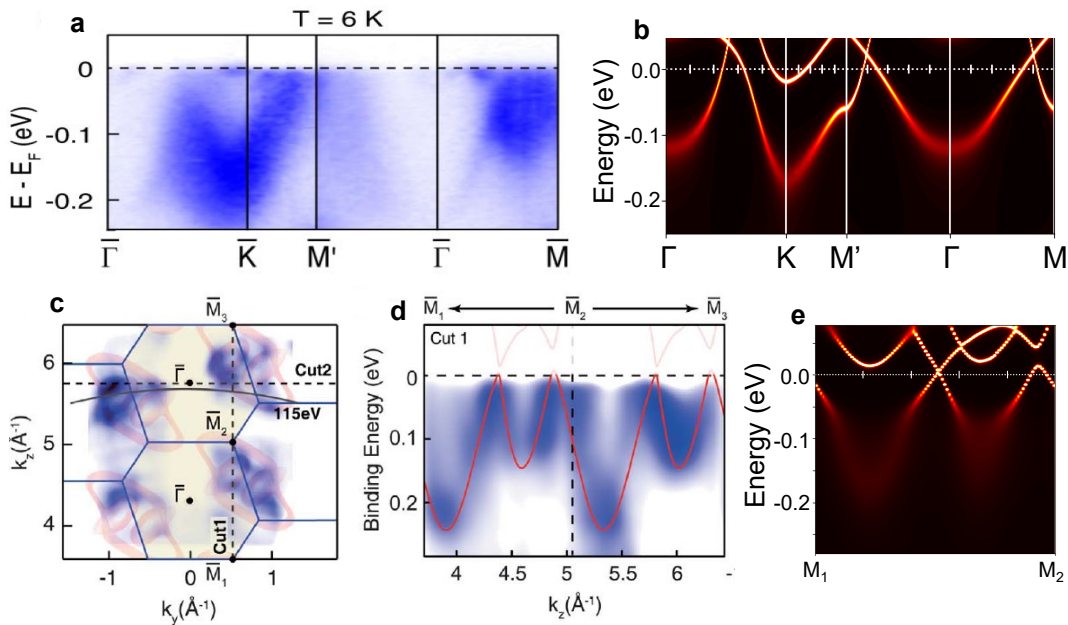 a
T = 6 K
E - E_F (eV)
0
-0.1
-0.2
Γ̅
K̅
M̅'
Γ̅
M̅
b
Energy (eV)
0.0
-0.1
-0.2
Γ
K
M'
Γ
M
c
M̅₃
k_z(Å⁻¹)
6
5
4
Γ̅
Cut2
115eV
M̅₂
Γ̅
Cut1
M̅₁
-1
0
1
k_y(Å⁻¹)
d
M̅₁
M̅₂
M̅₃
Cut 1
Binding Energy (eV)
0
0.1
0.2
4
4.5
5
5.5
6
k_z(Å⁻¹)
e
Energy (eV)
0.0
-0.1
-0.2
M₁
M₂